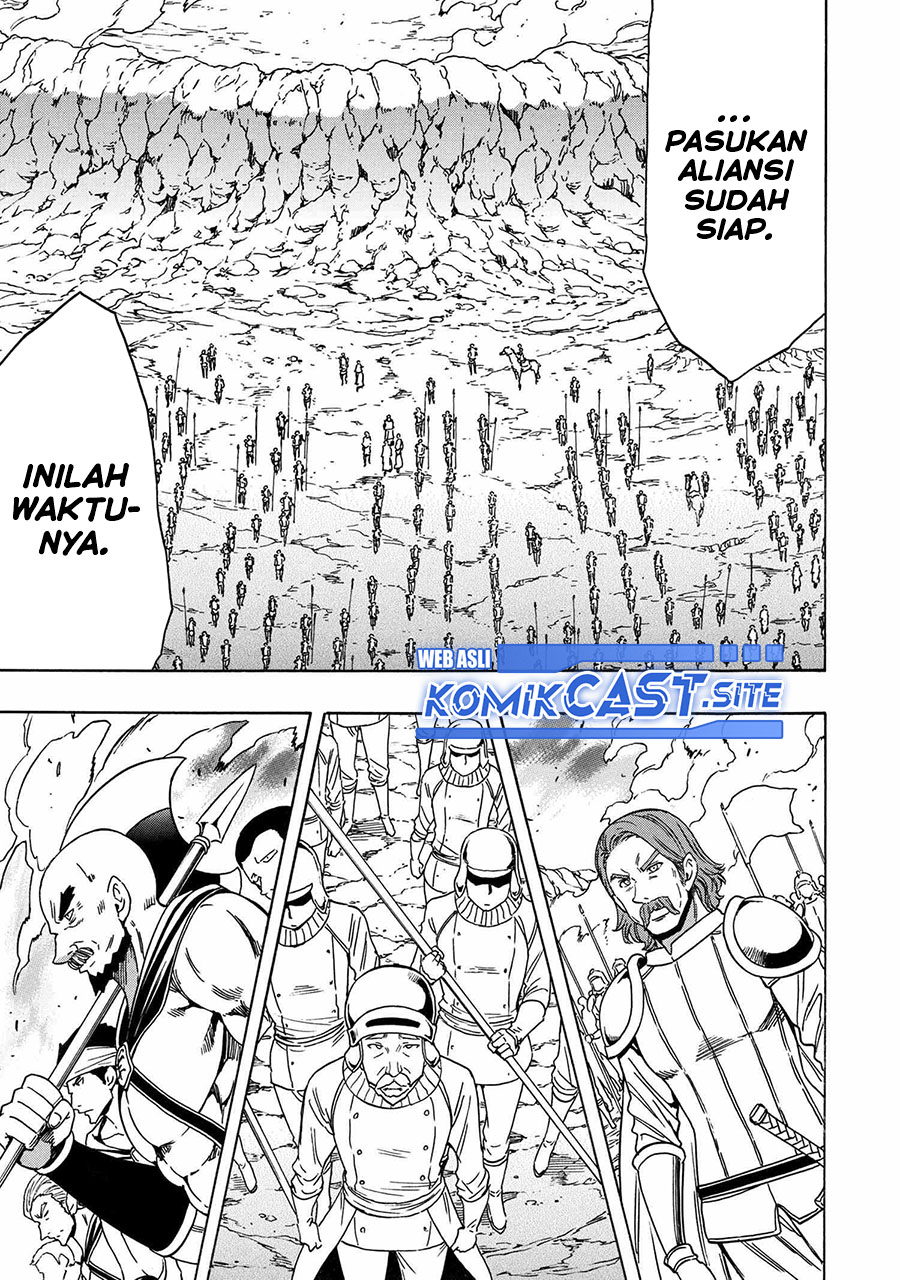 ...
PASUKAN
ALIANSI
SUDAH
SIAP.
INILAH
WAKTU-
NYA.
WEB ASLI
KOMIKCAST.SITE